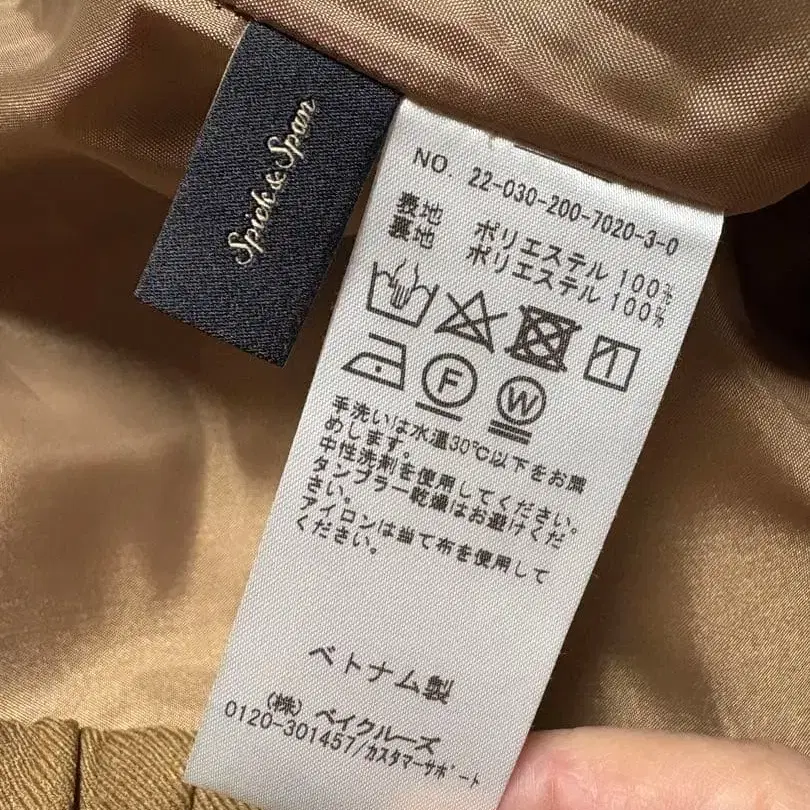 Spick & Span
NO. 22-030-200-7020-3-0
表地 ポリエステル 100%
裏地 ポリエステル 100%
F
W
手洗いは水温30℃以下をお薦
めします。
中性洗剤を使用してください。
タンブラー乾燥はお避けくだ
さい。
アイロンは当て布を使用して
ください。
ベトナム製
(株) ベイクルーズ
0120-301457/カスタマーサポート